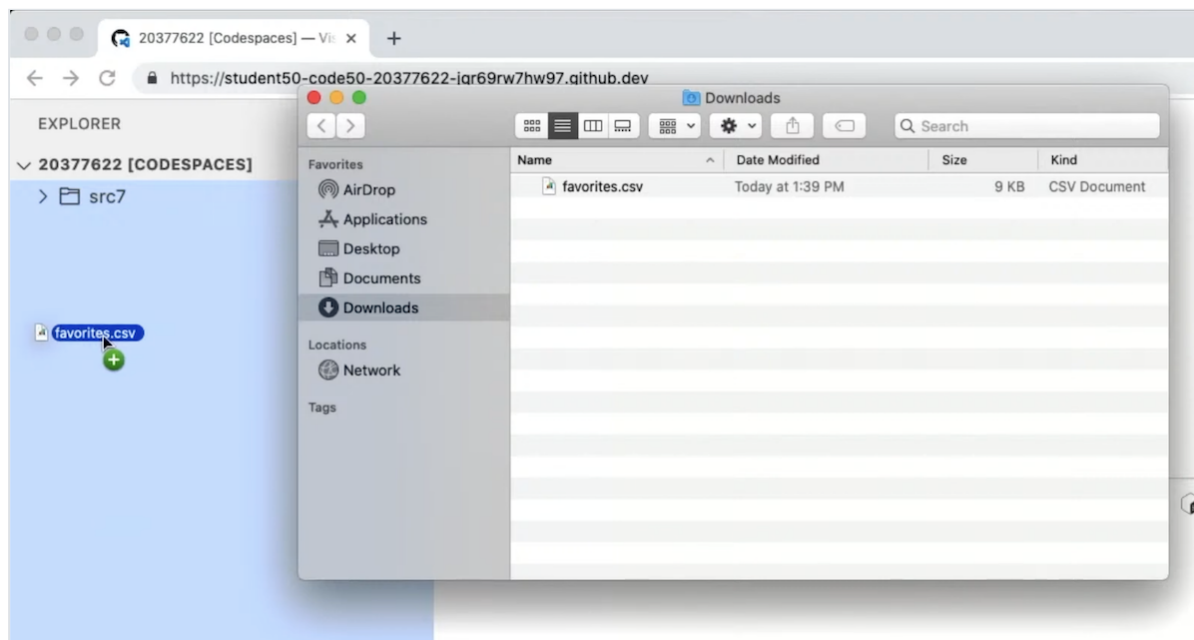 20377622 [Codespaces] — Vis
https://student50-code50-20377622-jqr69rw7hw97.github.dev
EXPLORER
20377622 [CODESPACES]
src7
favorites.csv
Downloads
Search
Favorites
AirDrop
Applications
Desktop
Documents
Downloads
Locations
Network
Tags
Name Date Modified Size Kind
favorites.csv Today at 1:39 PM 9 KB CSV Document